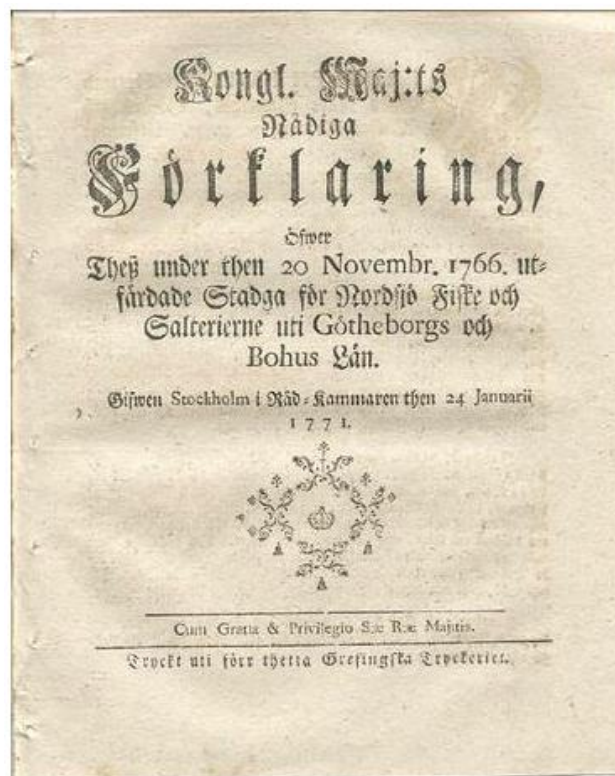 Kongl. Maj:ts
Nådiga
Förklaring,
Öfwer
Theß under then 20 Novembr. 1766. ut-
färdade Stadga för Nordsjö Fiske och
Salterierne uti Götheborgs och
Bohus Län.
Gifwen Stockholm i Råd-Kammaren then 24 Januarii
1771.
Cum Gratia & Privilegio S:æ R:æ Maj:tis.
Tryckt uti förr thetta Grefingska Tryckeriet.